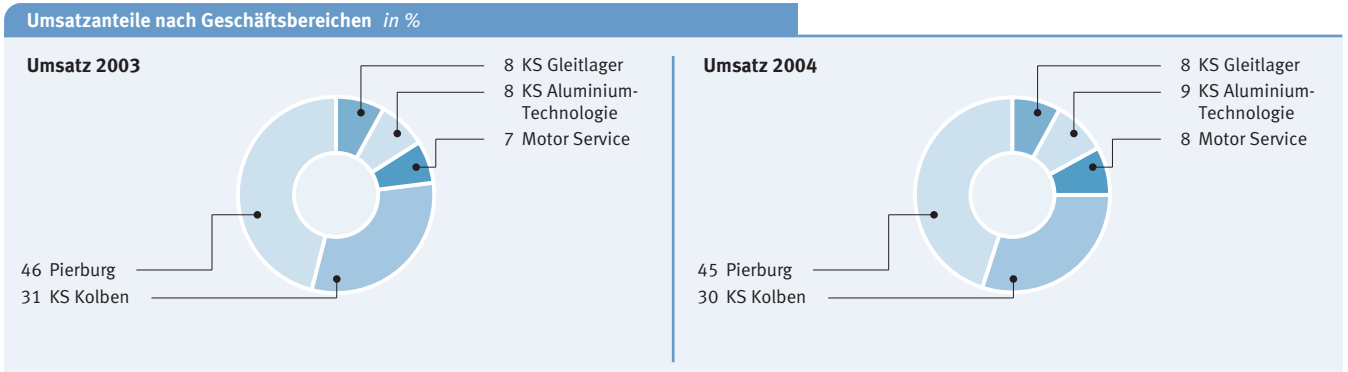 Umsatzanteile nach Geschäftsbereichen in %
Umsatz 2003
8 KS Gleitlager
8 KS Aluminium-
Technologie
7 Motor Service
46 Pierburg
31 KS Kolben
Umsatz 2004
8 KS Gleitlager
9 KS Aluminium-
Technologie
8 Motor Service
45 Pierburg
30 KS Kolben